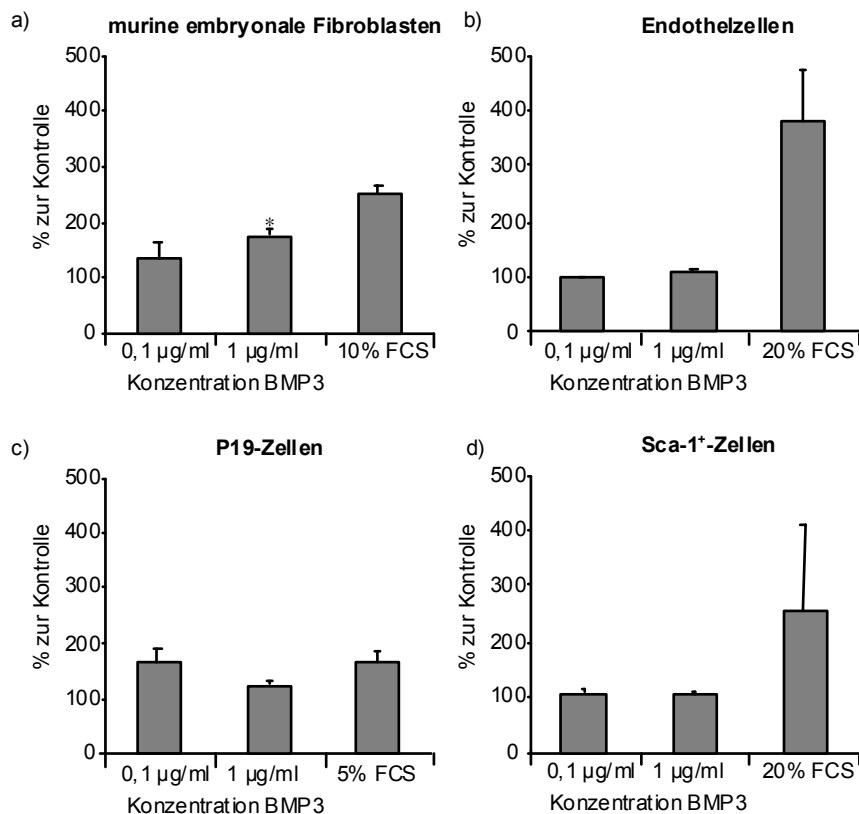 a)
murine embryonale Fibroblasten
500
400
300
200
100
0
% zur Kontrolle
*
0,1 µg/ml 1 µg/ml 10% FCS
Konzentration BMP3
b)
Endothelzellen
500
400
300
200
100
0
% zur Kontrolle
0,1 µg/ml 1 µg/ml 20% FCS
Konzentration BMP3
c)
P19-Zellen
500
400
300
200
100
0
% zur Kontrolle
0,1 µg/ml 1 µg/ml 5% FCS
Konzentration BMP3
d)
Sca-1⁺-Zellen
500
400
300
200
100
0
% zur Kontrolle
0,1 µg/ml 1 µg/ml 20% FCS
Konzentration BMP3